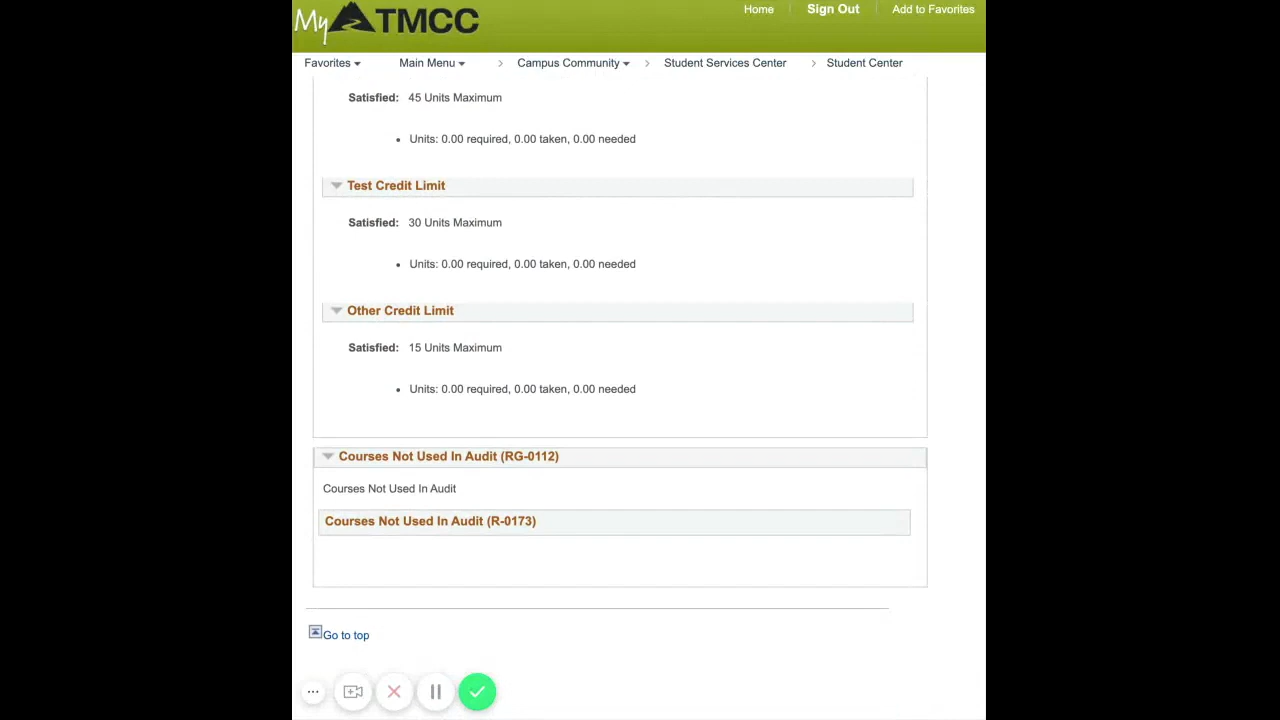 My TMCC
Home Sign Out Add to Favorites
Favorites Main Menu Campus Community Student Services Center Student Center
Satisfied: 45 Units Maximum
Units: 0.00 required, 0.00 taken, 0.00 needed
Test Credit Limit
Satisfied: 30 Units Maximum
Units: 0.00 required, 0.00 taken, 0.00 needed
Other Credit Limit
Satisfied: 15 Units Maximum
Units: 0.00 required, 0.00 taken, 0.00 needed
Courses Not Used In Audit (RG-0112)
Courses Not Used In Audit
Courses Not Used In Audit (R-0173)
Go to top